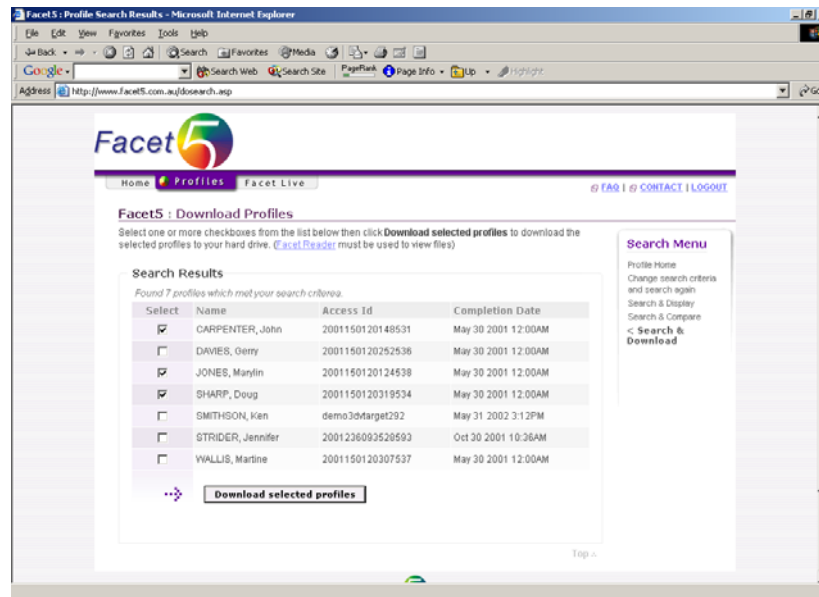 Facet5 : Profile Search Results - Microsoft Internet Explorer
File Edit View Favorites Tools Help
Back Search Favorites Media
Google Search Web Search Site PageRank Page Info Up Highlight
Address http://www.facet5.com.au/dosearch.asp Go
Facet5
Home Profiles Facet Live
FAQ | CONTACT | LOGOUT
Facet5 : Download Profiles
Select one or more checkboxes from the list below then click Download selected profiles to download the
selected profiles to your hard drive. (Facet Reader must be used to view files)
Search Results
Found 7 profiles which met your search criterea.
Select Name Access Id Completion Date
CARPENTER, John 2001150120148531 May 30 2001 12:00AM
DAVIES, Gerry 2001150120252536 May 30 2001 12:00AM
JONES, Marylin 2001150120124538 May 30 2001 12:00AM
SHARP, Doug 2001150120319534 May 30 2001 12:00AM
SMITHSON, Ken demo3dvtarget292 May 31 2002 3:12PM
STRIDER, Jennifer 2001236093528593 Oct 30 2001 10:36AM
WALLIS, Martine 2001150120307537 May 30 2001 12:00AM
Download selected profiles
Top
Search Menu
Profile Home
Change search criteria
and search again
Search & Display
Search & Compare
< Search &
Download